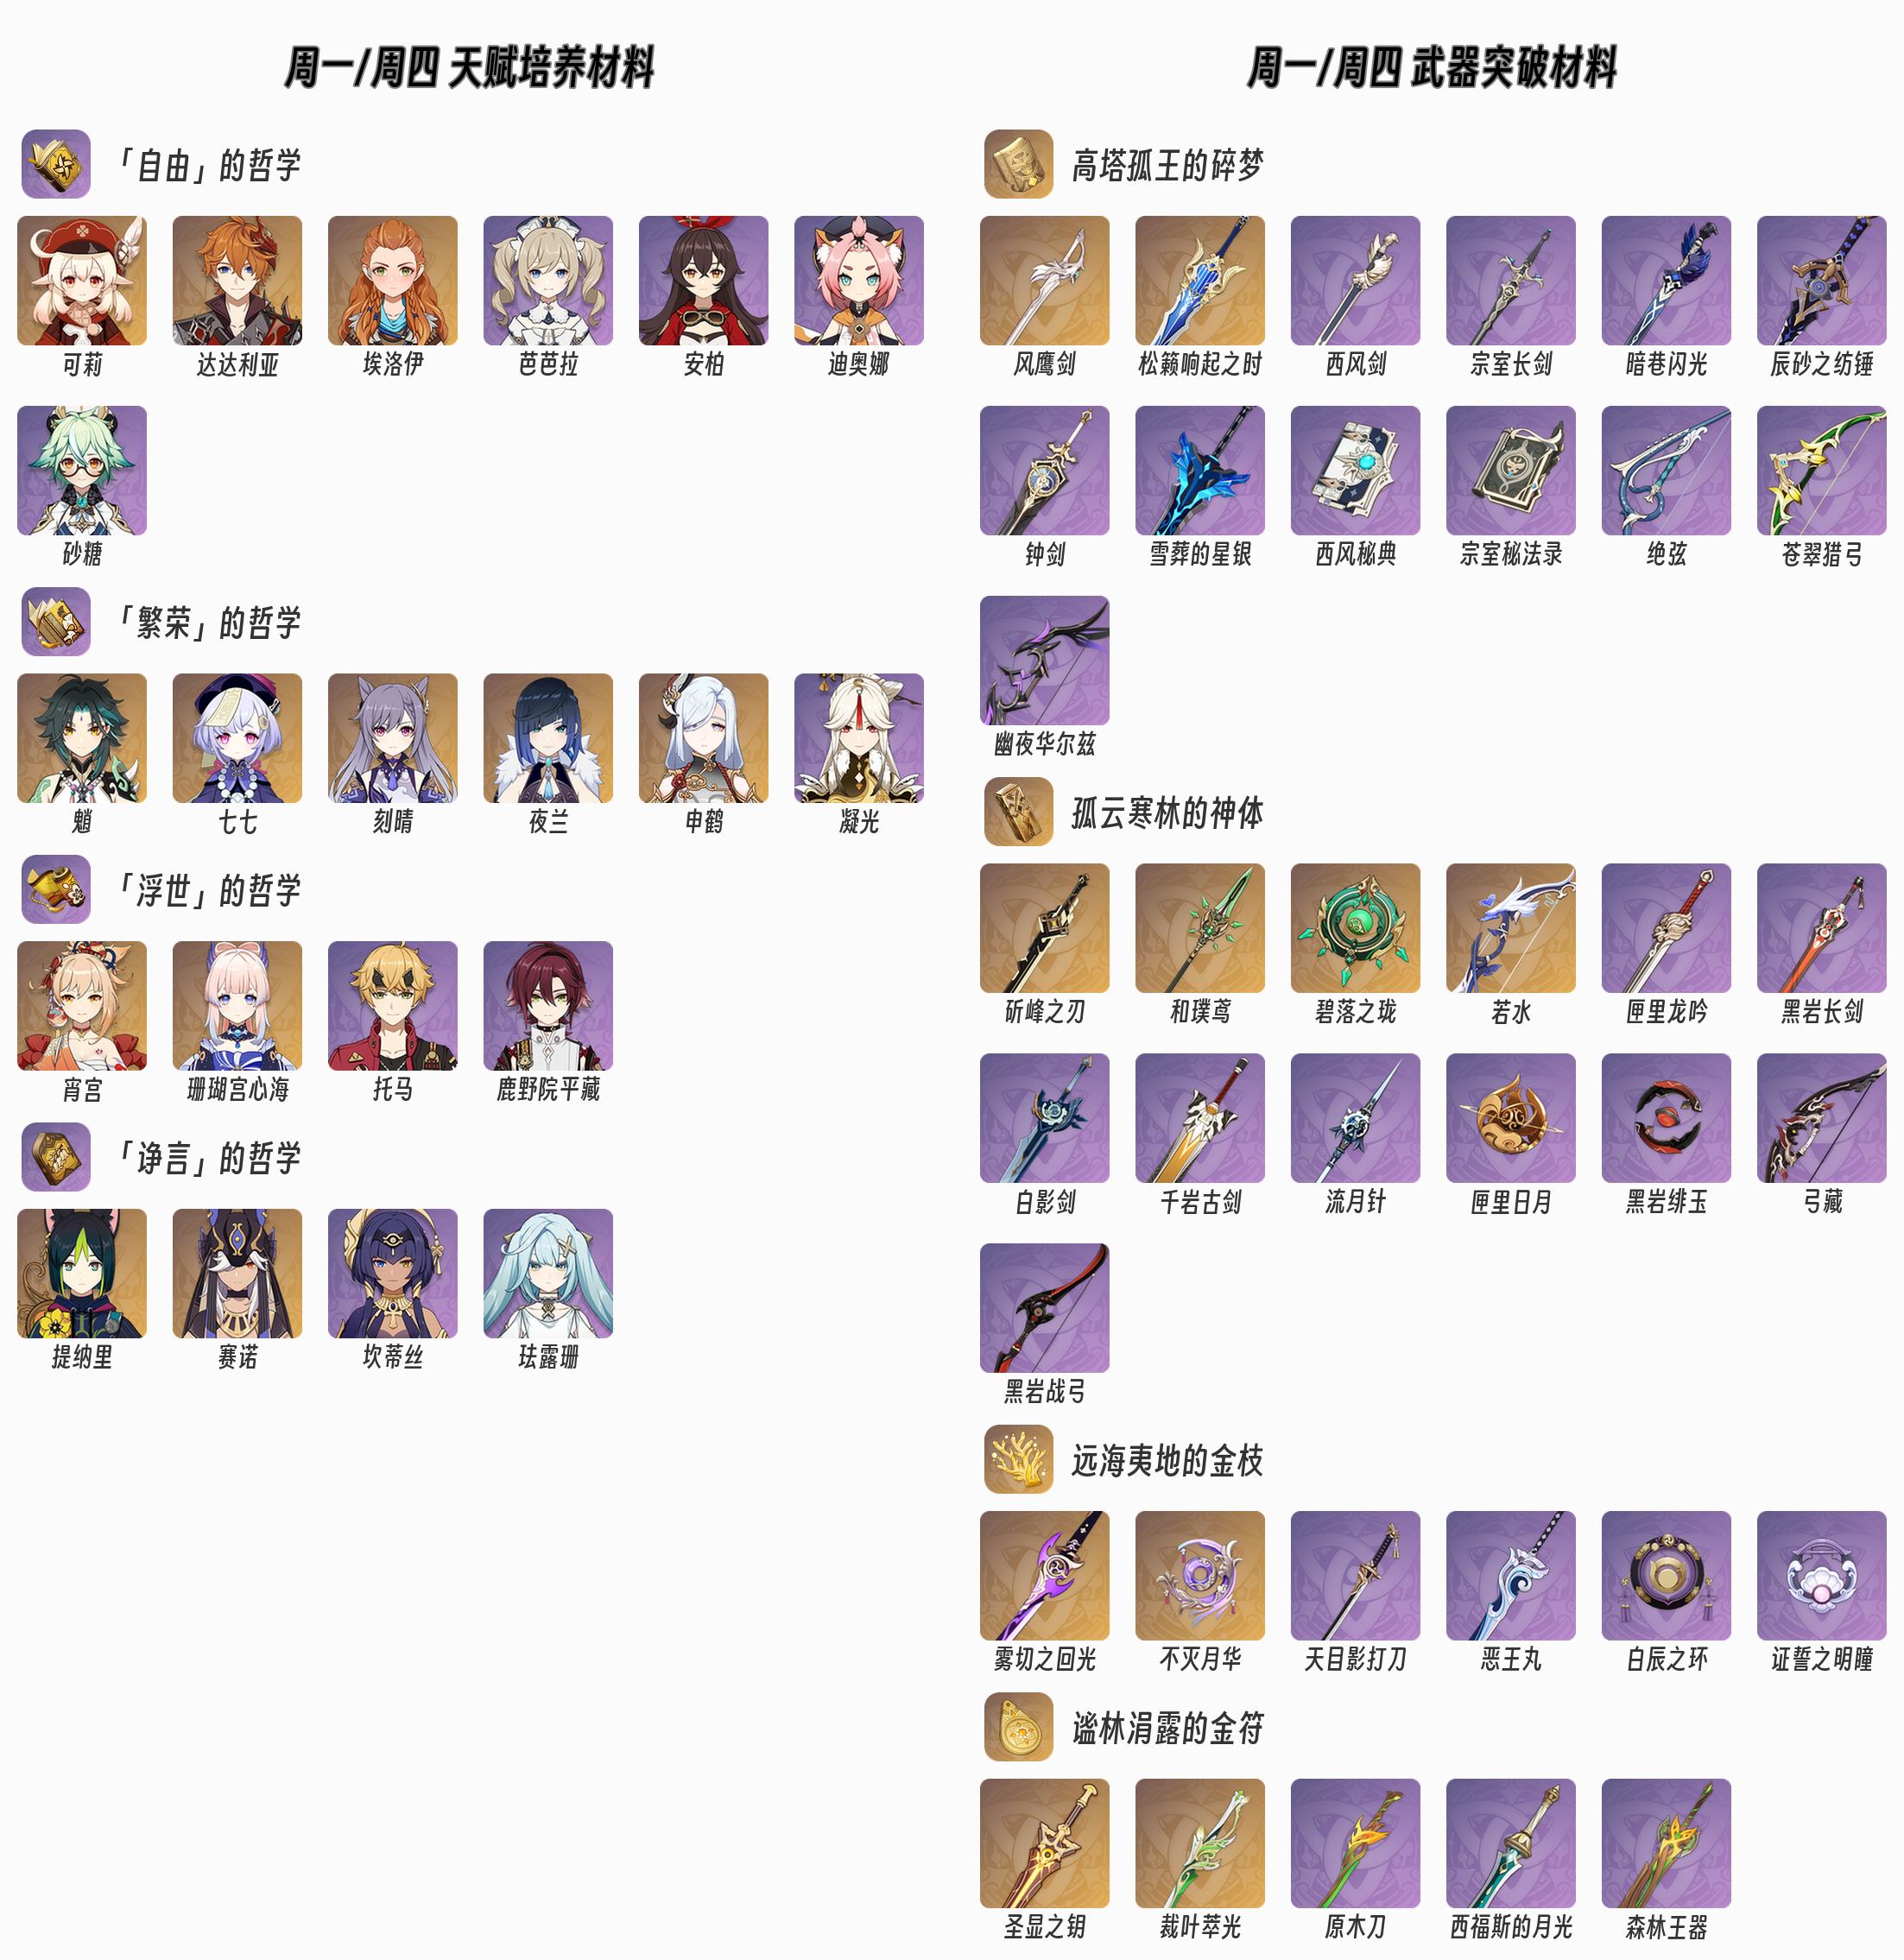 周一/周四 天赋培养材料
「自由」的哲学
可莉 达达利亚 埃洛伊 芭芭拉 安柏 迪奥娜
砂糖
「繁荣」的哲学
魈 七七 刻晴 夜兰 申鹤 凝光
「浮世」的哲学
宵宫 珊瑚宫心海 托马 鹿野院平藏
「诤言」的哲学
提纳里 赛诺 坎蒂丝 珐露珊
周一/周四 武器突破材料
高塔孤王的碎梦
风鹰剑 松籁响起之时 西风剑 宗室长剑 暗巷闪光 辰砂之纺锤
钟剑 雪葬的星银 西风秘典 宗室秘法录 绝弦 苍翠猎弓
幽夜华尔兹
孤云寒林的神体
斫峰之刃 和璞鸢 碧落之珑 若水 匣里龙吟 黑岩长剑
白影剑 千岩古剑 流月针 匣里日月 黑岩绯玉 弓藏
黑岩战弓
远海夷地的金枝
雾切之回光 不灭月华 天目影打刀 恶王丸 白辰之环 证誓之明瞳
谧林涓露的金符
圣显之钥 裁叶萃光 原木刀 西福斯的月光 森林王器